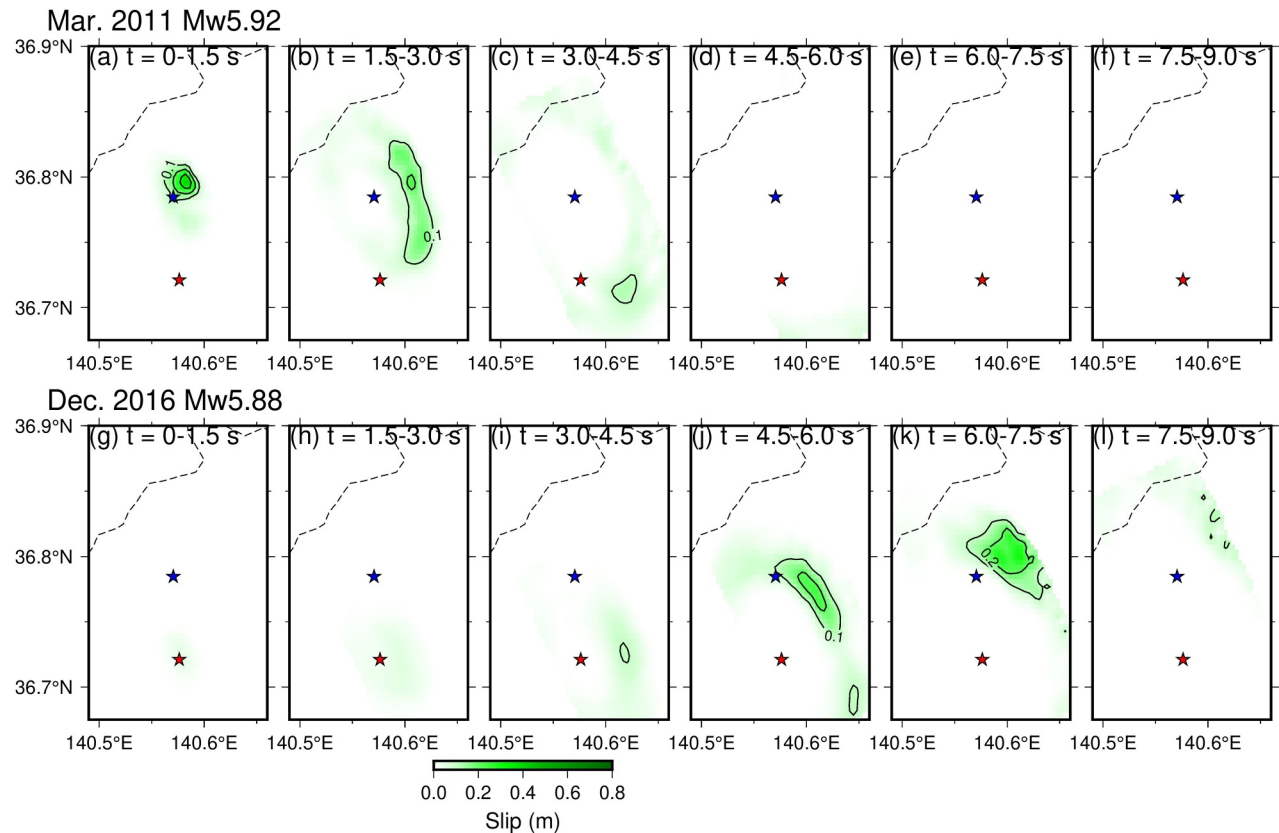 Mar. 2011 Mw5.92
36.9°N
(a) t = 0-1.5 s
(b) t = 1.5-3.0 s
(c) t = 3.0-4.5 s
(d) t = 4.5-6.0 s
(e) t = 6.0-7.5 s
(f) t = 7.5-9.0 s
36.8°N
0.1
0.1
36.7°N
140.5°E 140.6°E 140.5°E 140.6°E 140.5°E 140.6°E 140.5°E 140.6°E 140.5°E 140.6°E 140.5°E 140.6°E
Dec. 2016 Mw5.88
36.9°N
(g) t = 0-1.5 s
(h) t = 1.5-3.0 s
(i) t = 3.0-4.5 s
(j) t = 4.5-6.0 s
(k) t = 6.0-7.5 s
(l) t = 7.5-9.0 s
36.8°N
0.2
0.1
36.7°N
140.5°E 140.6°E 140.5°E 140.6°E 140.5°E 140.6°E 140.5°E 140.6°E 140.5°E 140.6°E 140.5°E 140.6°E
0.0 0.2 0.4 0.6 0.8
Slip (m)